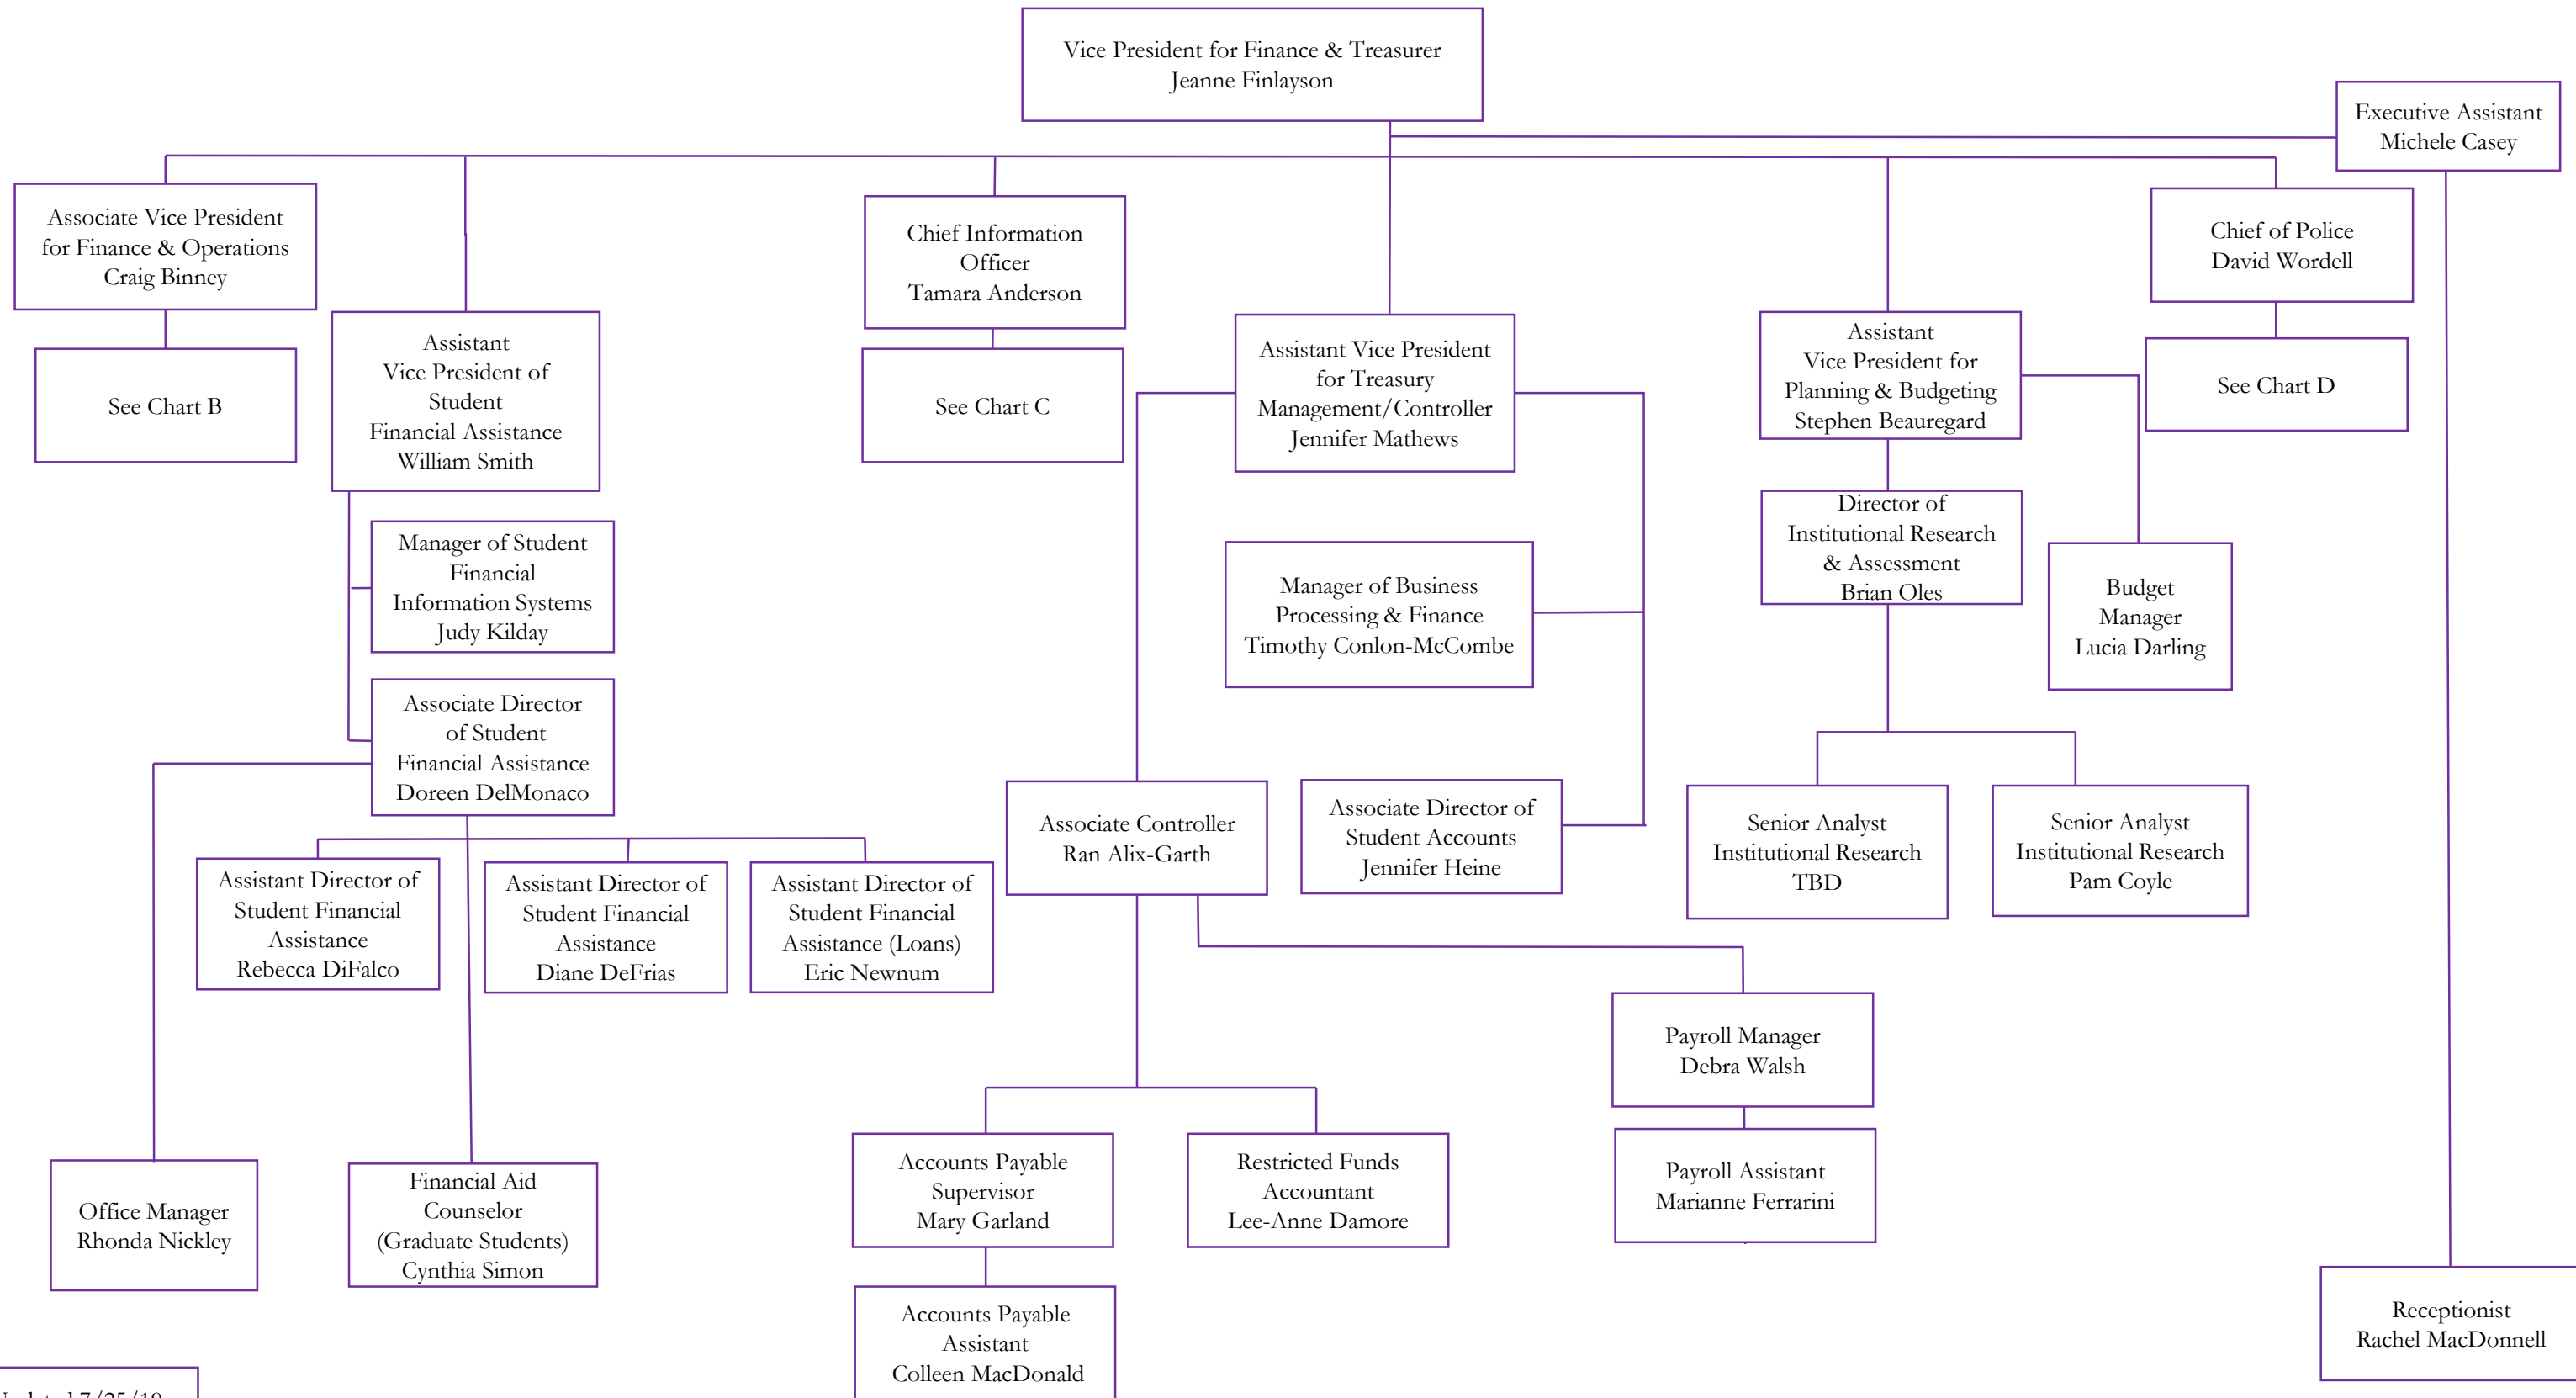 Vice President for Finance & Treasurer
Jeanne Finlayson
Executive Assistant
Michele Casey
Associate Vice President
for Finance & Operations
Craig Binney
Chief Information
Officer
Tamara Anderson
Chief of Police
David Wordell
See Chart B
Assistant
Vice President of
Student
Financial Assistance
William Smith
See Chart C
Assistant Vice President
for Treasury
Management/Controller
Jennifer Mathews
Assistant
Vice President for
Planning & Budgeting
Stephen Beauregard
See Chart D
Manager of Student
Financial
Information Systems
Judy Kilday
Manager of Business
Processing & Finance
Timothy Conlon-McCombe
Director of
Institutional Research
& Assessment
Brian Oles
Budget
Manager
Lucia Darling
Associate Director
of Student
Financial Assistance
Doreen DelMonaco
Associate Controller
Ran Alix-Garth
Associate Director of
Student Accounts
Jennifer Heine
Senior Analyst
Institutional Research
TBD
Senior Analyst
Institutional Research
Pam Coyle
Assistant Director of
Student Financial
Assistance
Rebecca DiFalco
Assistant Director of
Student Financial
Assistance
Diane DeFrias
Assistant Director of
Student Financial
Assistance (Loans)
Eric Newnum
Payroll Manager
Debra Walsh
Office Manager
Rhonda Nickley
Financial Aid
Counselor
(Graduate Students)
Cynthia Simon
Accounts Payable
Supervisor
Mary Garland
Restricted Funds
Accountant
Lee-Anne Damore
Payroll Assistant
Marianne Ferrarini
Accounts Payable
Assistant
Colleen MacDonald
Receptionist
Rachel MacDonnell